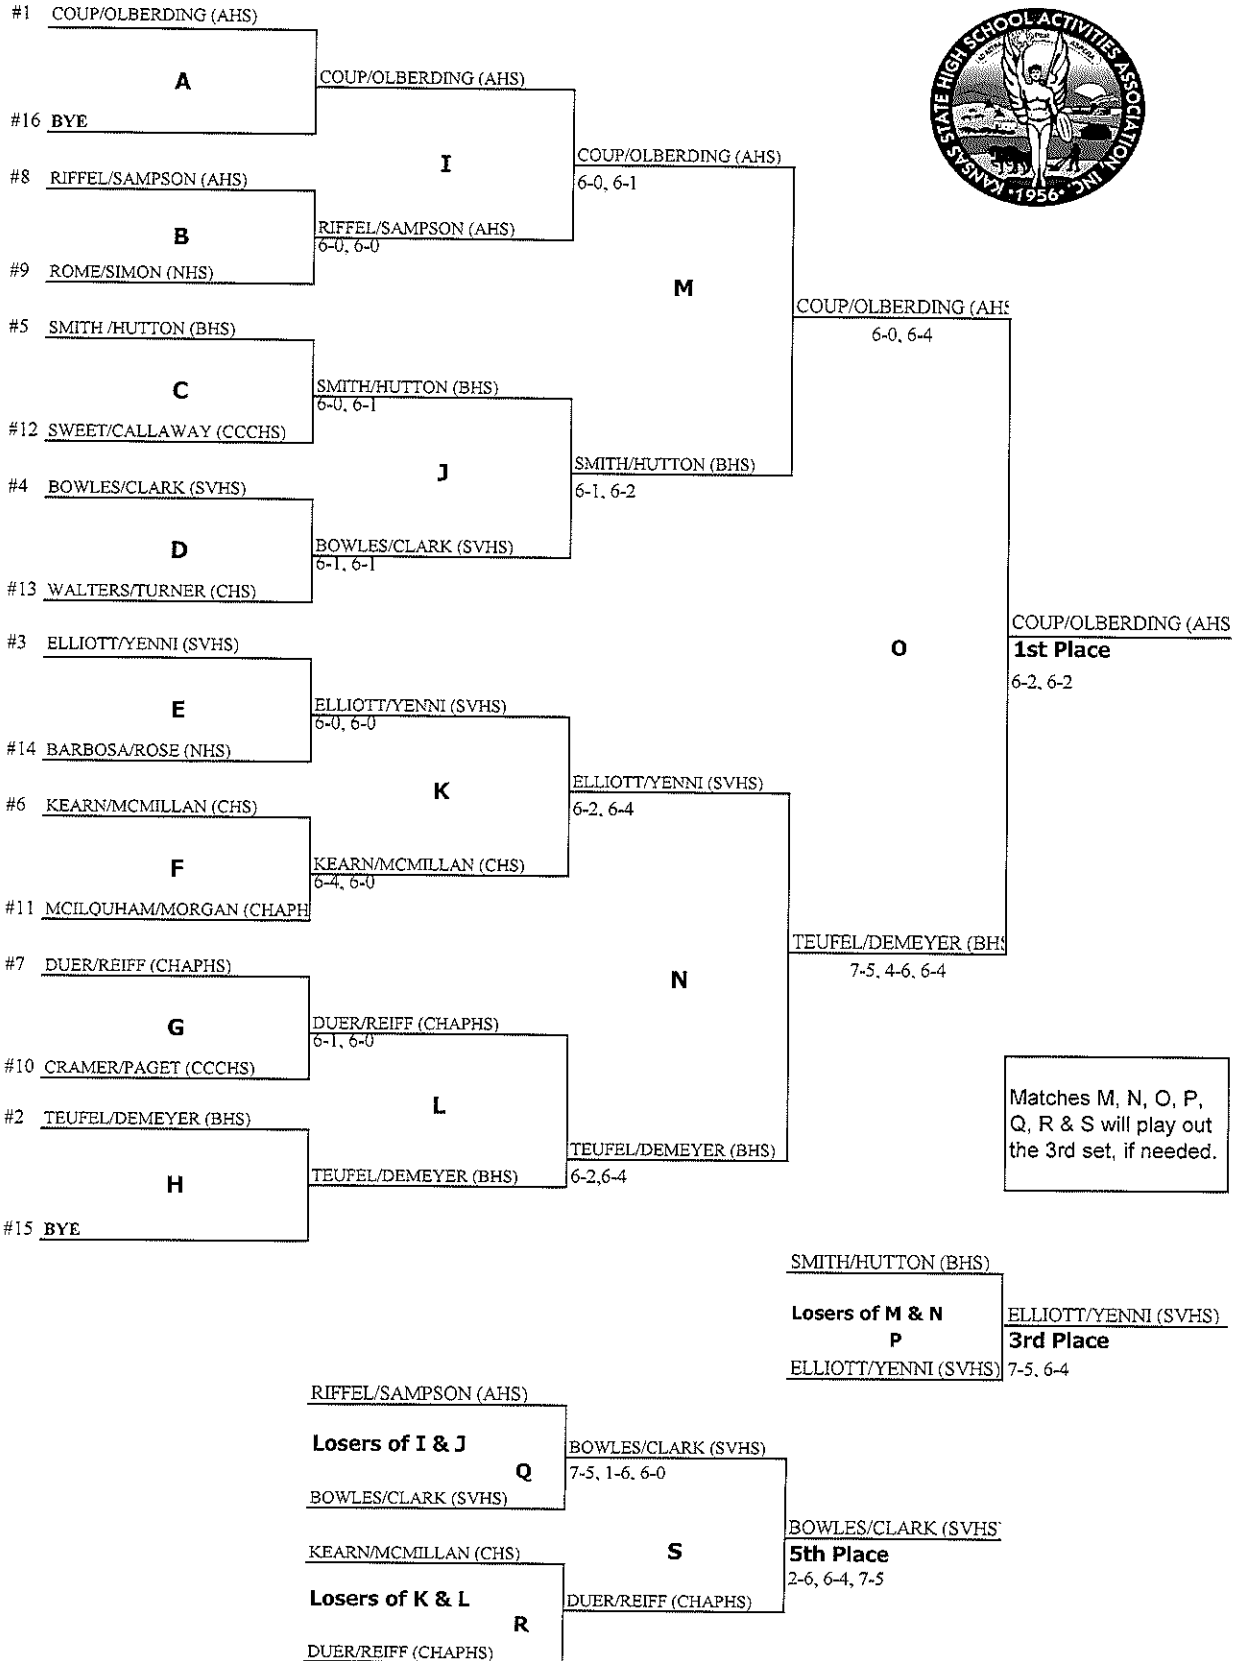 #1 COUP/OLBERDING (AHS)
A
COUP/OLBERDING (AHS)
#16 BYE
I
COUP/OLBERDING (AHS)
6-0, 6-1
#8 RIFFEL/SAMPSON (AHS)
B
RIFFEL/SAMPSON (AHS)
6-0, 6-0
#9 ROME/SIMON (NHS)
M
COUP/OLBERDING (AHS
6-0, 6-4
#5 SMITH /HUTTON (BHS)
C
SMITH/HUTTON (BHS)
6-0, 6-1
#12 SWEET/CALLAWAY (CCCHS)
J
SMITH/HUTTON (BHS)
6-1, 6-2
#4 BOWLES/CLARK (SVHS)
D
BOWLES/CLARK (SVHS)
6-1, 6-1
#13 WALTERS/TURNER (CHS)
O
COUP/OLBERDING (AHS
1st Place
6-2, 6-2
#3 ELLIOTT/YENNI (SVHS)
E
ELLIOTT/YENNI (SVHS)
6-0, 6-0
#14 BARBOSA/ROSE (NHS)
K
ELLIOTT/YENNI (SVHS)
6-2, 6-4
#6 KEARN/MCMILLAN (CHS)
F
KEARN/MCMILLAN (CHS)
6-4, 6-0
#11 MCILQUHAM/MORGAN (CHAPH
N
TEUFEL/DEMEYER (BHS
7-5, 4-6, 6-4
#7 DUER/REIFF (CHAPHS)
G
DUER/REIFF (CHAPHS)
6-1, 6-0
#10 CRAMER/PAGET (CCCHS)
L
TEUFEL/DEMEYER (BHS)
6-2,6-4
#2 TEUFEL/DEMEYER (BHS)
H
TEUFEL/DEMEYER (BHS)
#15 BYE
KANSAS STATE HIGH SCHOOL ACTIVITIES ASSOCIATION, INC.
•1956•
Matches M, N, O, P,
Q, R & S will play out
the 3rd set, if needed.
SMITH/HUTTON (BHS)
Losers of M & N
P
ELLIOTT/YENNI (SVHS)
ELLIOTT/YENNI (SVHS)
3rd Place
7-5, 6-4
RIFFEL/SAMPSON (AHS)
Losers of I & J
Q
BOWLES/CLARK (SVHS)
BOWLES/CLARK (SVHS)
7-5, 1-6, 6-0
KEARN/MCMILLAN (CHS)
Losers of K & L
R
DUER/REIFF (CHAPHS)
DUER/REIFF (CHAPHS)
S
BOWLES/CLARK (SVHS
5th Place
2-6, 6-4, 7-5